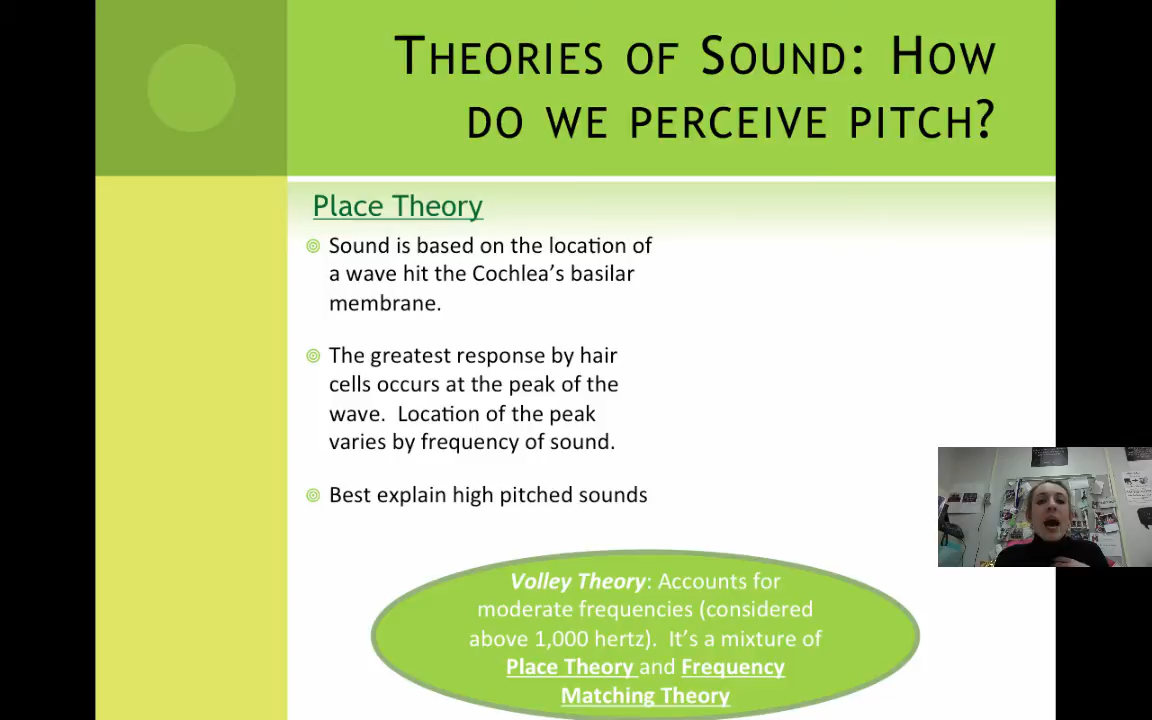 THEORIES OF SOUND: HOW
DO WE PERCEIVE PITCH?
Place Theory
Sound is based on the location of
a wave hit the Cochlea's basilar
membrane.
The greatest response by hair
cells occurs at the peak of the
wave. Location of the peak
varies by frequency of sound.
Best explain high pitched sounds
Volley Theory: Accounts for
moderate frequencies (considered
above 1,000 hertz). It's a mixture of
Place Theory and Frequency
Matching Theory